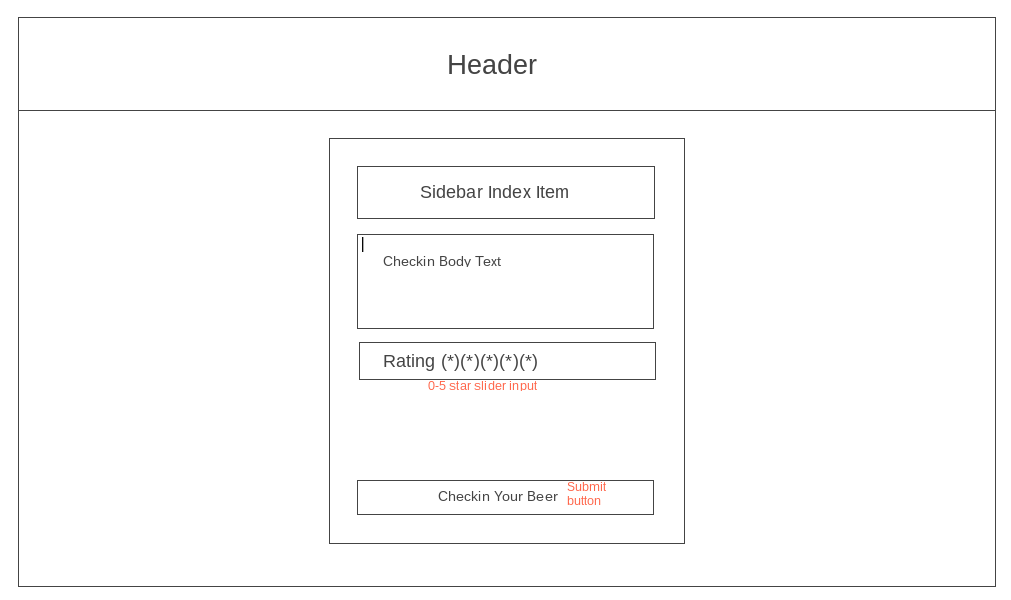 Header
Sidebar Index Item
Checkin Body Text
Rating (*)(*)(*)(*)(*)
0-5 star slider input
Checkin Your Beer
Submit
button